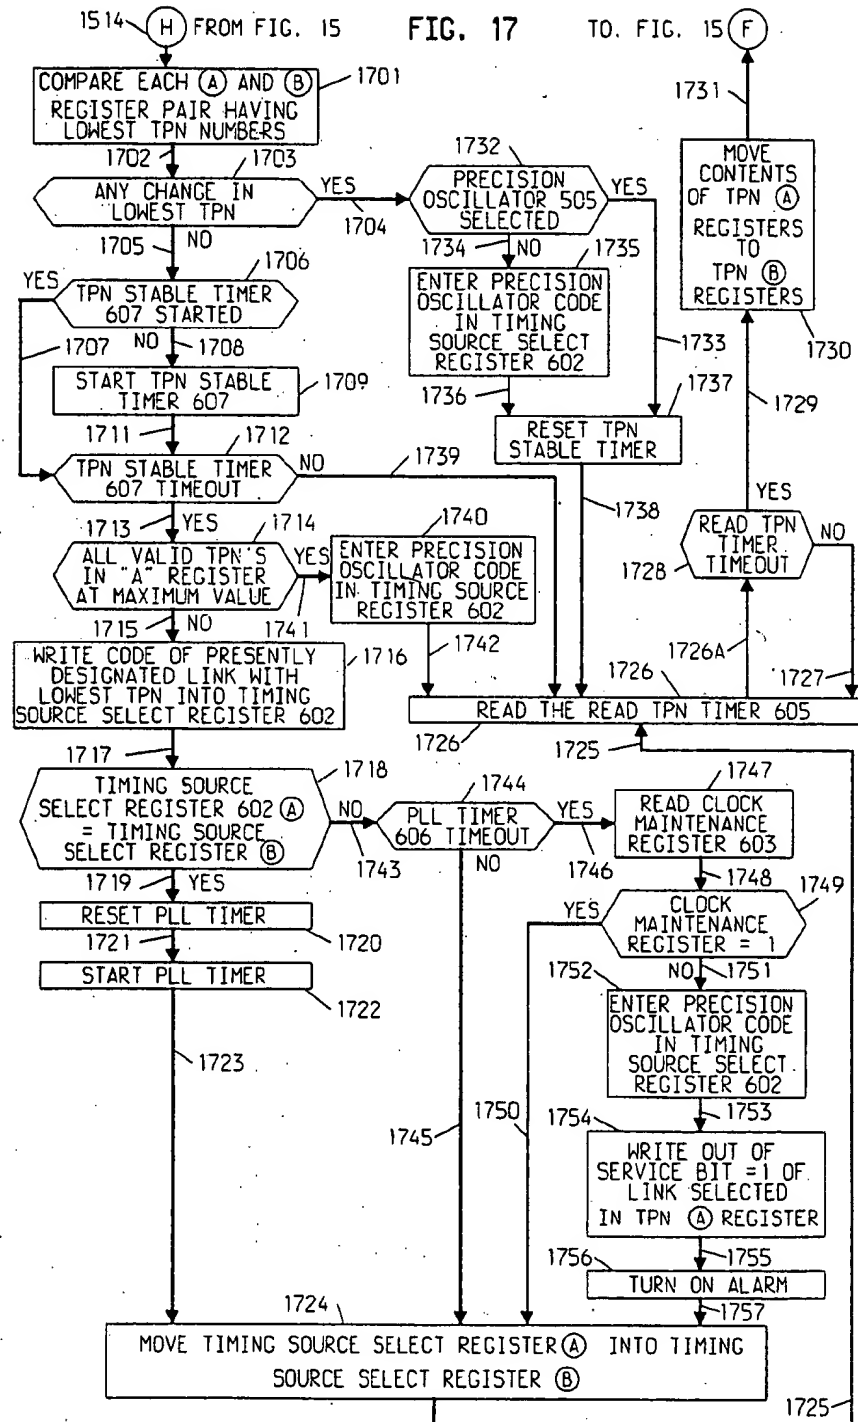 1514 H FROM FIG. 15 FIG. 17 TO. FIG. 15 F
COMPARE EACH A AND B
REGISTER PAIR HAVING
LOWEST TPN NUMBERS
1701
1702
1703
ANY CHANGE IN
LOWEST TPN
YES
1704
1705
NO
1706
YES
TPN STABLE TIMER
607 STARTED
1707
NO
1708
START TPN STABLE
TIMER 607
1709
1711
1712
TPN STABLE TIMER
607 TIMEOUT
NO
1739
1713
YES
1714
ALL VALID TPN'S
IN "A" REGISTER
AT MAXIMUM VALUE
YES
1741
1715
NO
WRITE CODE OF PRESENTLY
DESIGNATED LINK WITH
LOWEST TPN INTO TIMING
SOURCE SELECT REGISTER 602
1716
1717
1718
TIMING SOURCE
SELECT REGISTER 602 A
= TIMING SOURCE
SELECT REGISTER B
NO
1743
1719
YES
RESET PLL TIMER
1720
1721
START PLL TIMER
1722
1723
1732
PRECISION
OSCILLATOR 505
SELECTED
YES
1733
1734
NO
1735
ENTER PRECISION
OSCILLATOR CODE
IN TIMING
SOURCE SELECT
REGISTER 602
1736
1737
RESET TPN
STABLE TIMER
1738
1740
ENTER PRECISION
OSCILLATOR CODE
IN TIMING SOURCE
REGISTER 602
1742
1731
MOVE
CONTENTS
OF TPN A
REGISTERS
TO
TPN B
REGISTERS
1730
1729
YES
READ TPN
TIMER
TIMEOUT
NO
1728
1726A
1727
1726
READ THE READ TPN TIMER 605
1726
1725
1744
PLL TIMER
606 TIMEOUT
YES
1746
NO
1745
1747
READ CLOCK
MAINTENANCE
REGISTER 603
1748
1749
YES
CLOCK
MAINTENANCE
REGISTER = 1
1750
NO
1751
1752
ENTER PRECISION
OSCILLATOR CODE
IN TIMING
SOURCE SELECT
REGISTER 602
1753
1754
WRITE OUT OF
SERVICE BIT =1 OF
LINK SELECTED
IN TPN A REGISTER
1755
1756
TURN ON ALARM
1757
1724
MOVE TIMING SOURCE SELECT REGISTER A INTO TIMING
SOURCE SELECT REGISTER B
1725